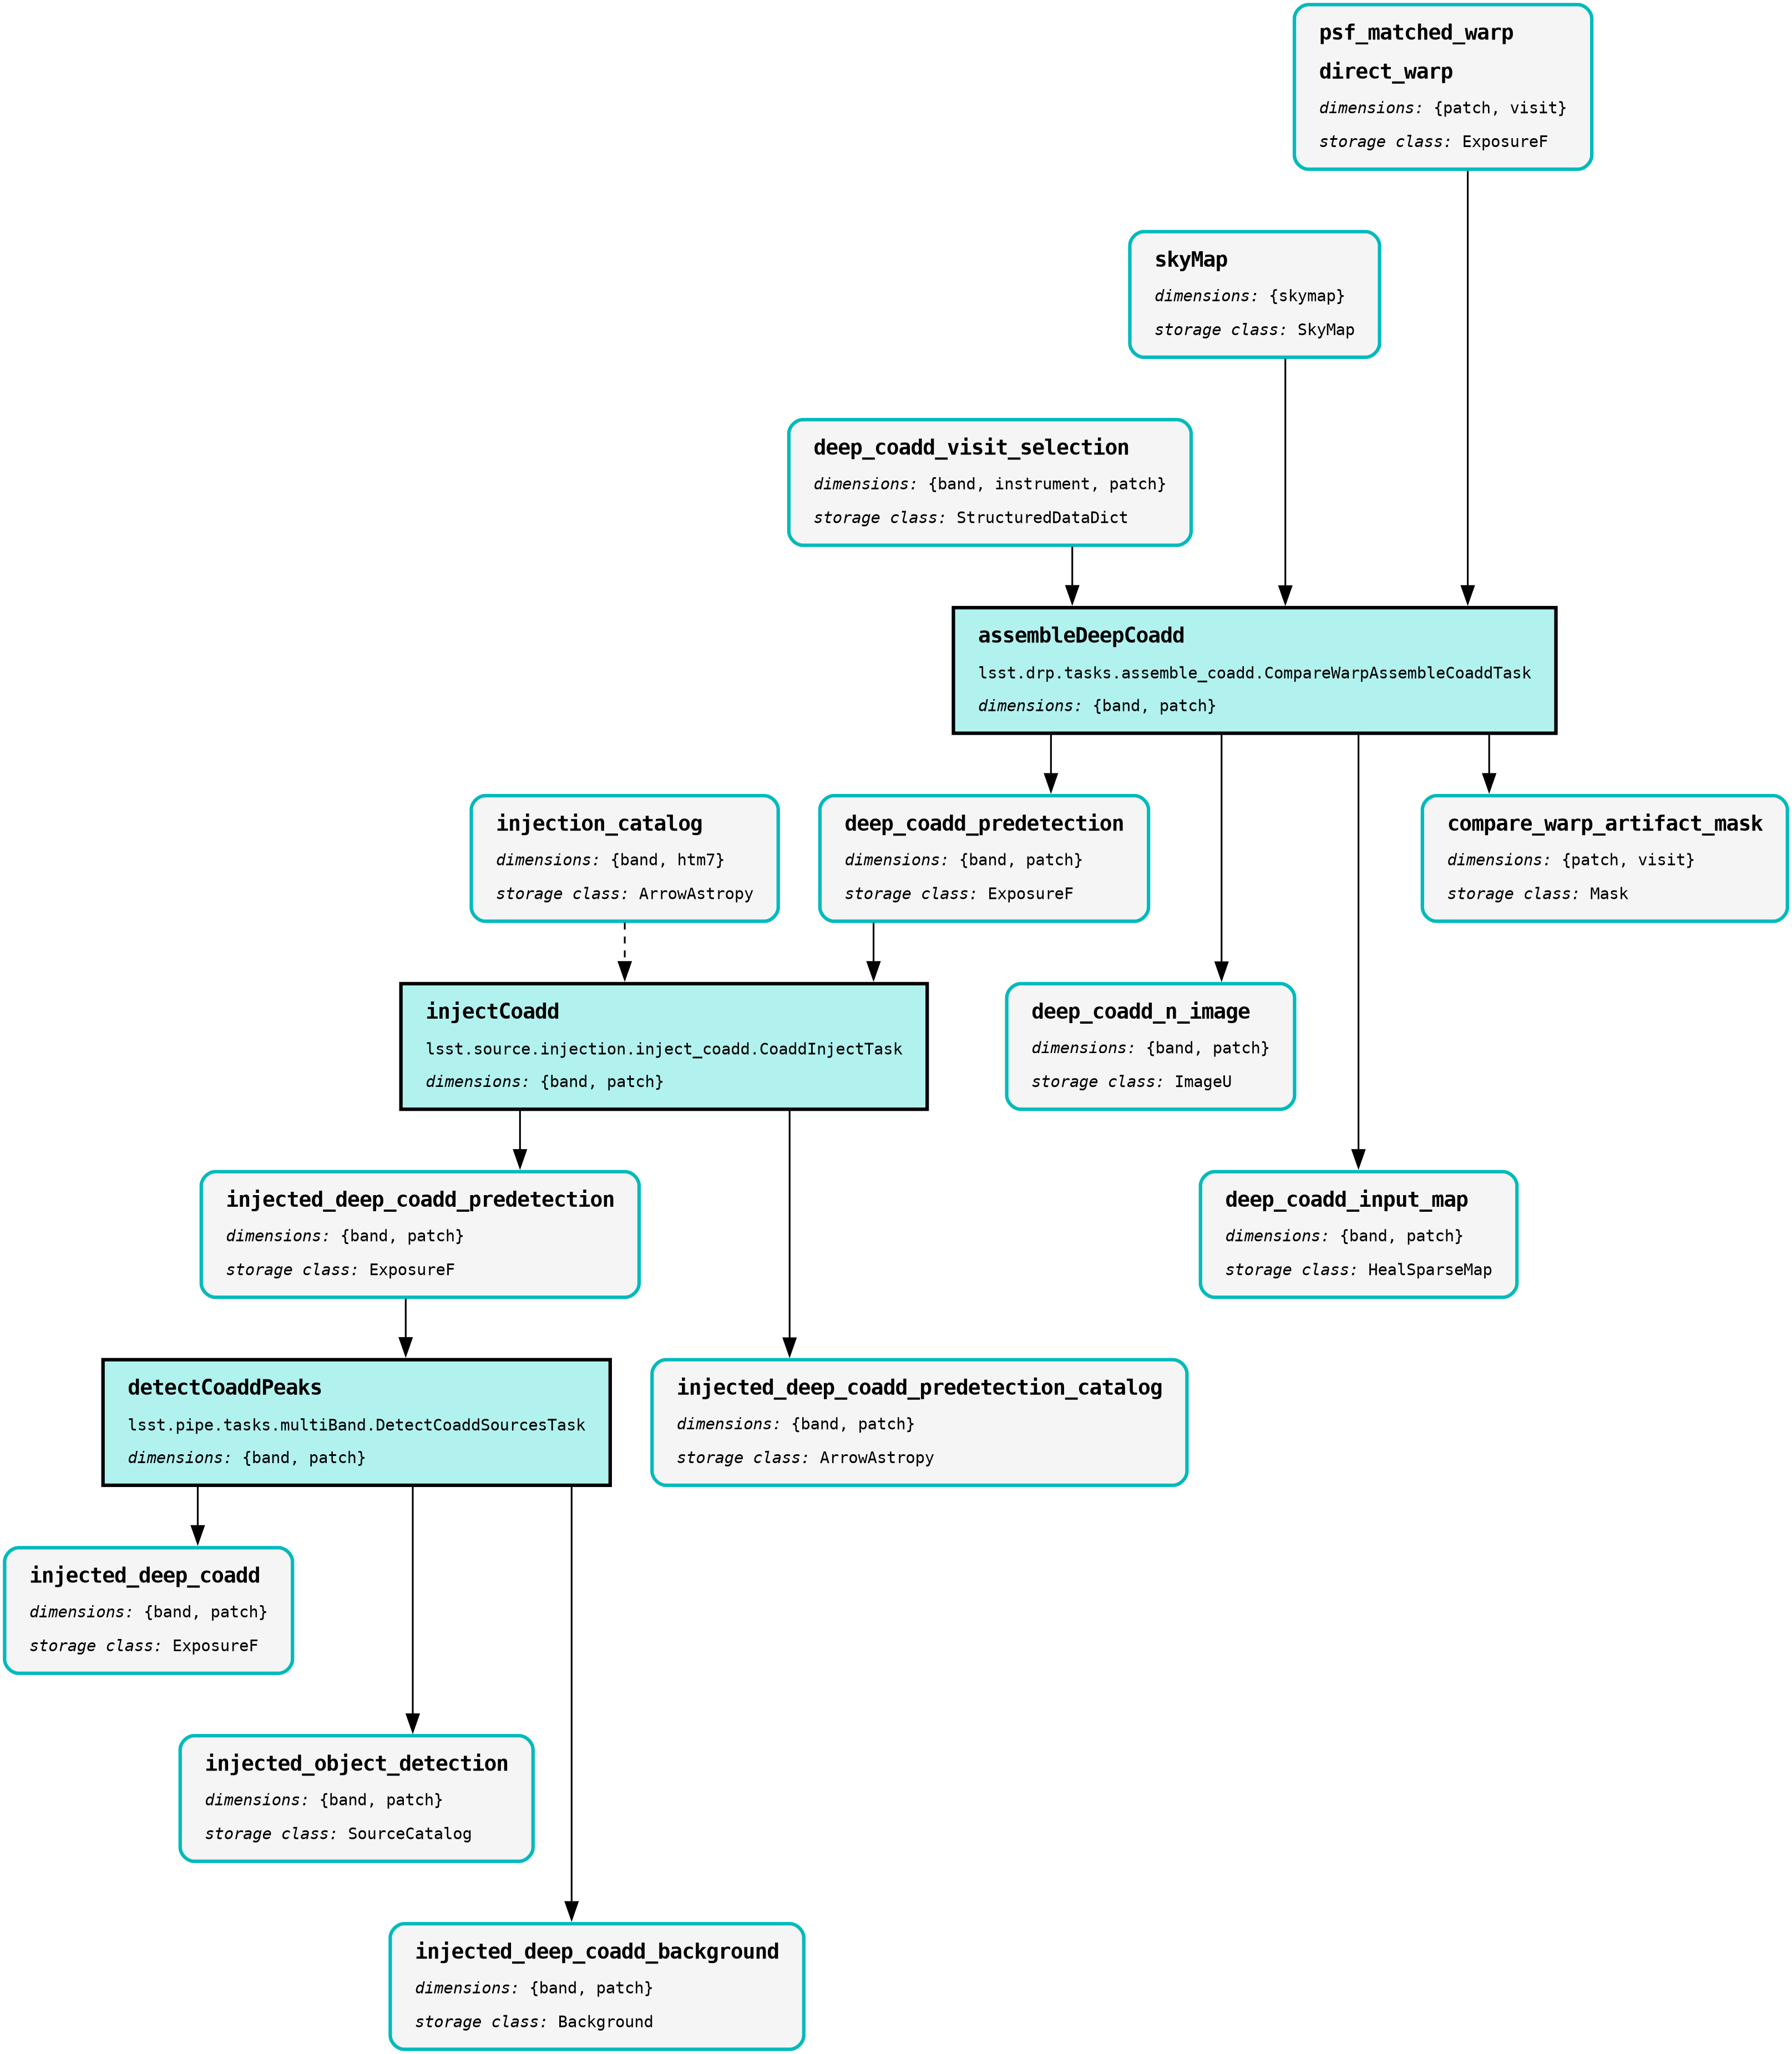 psf_matched_warp
direct_warp
dimensions: {patch, visit}
storage class: ExposureF
skyMap
dimensions: {skymap}
storage class: SkyMap
deep_coadd_visit_selection
dimensions: {band, instrument, patch}
storage class: StructuredDataDict
assembleDeepCoadd
lsst.drp.tasks.assemble_coadd.CompareWarpAssembleCoaddTask
dimensions: {band, patch}
injection_catalog
dimensions: {band, htm7}
storage class: ArrowAstropy
deep_coadd_predetection
dimensions: {band, patch}
storage class: ExposureF
compare_warp_artifact_mask
dimensions: {patch, visit}
storage class: Mask
injectCoadd
lsst.source.injection.inject_coadd.CoaddInjectTask
dimensions: {band, patch}
deep_coadd_n_image
dimensions: {band, patch}
storage class: ImageU
injected_deep_coadd_predetection
dimensions: {band, patch}
storage class: ExposureF
deep_coadd_input_map
dimensions: {band, patch}
storage class: HealSparseMap
detectCoaddPeaks
lsst.pipe.tasks.multiBand.DetectCoaddSourcesTask
dimensions: {band, patch}
injected_deep_coadd_predetection_catalog
dimensions: {band, patch}
storage class: ArrowAstropy
injected_deep_coadd
dimensions: {band, patch}
storage class: ExposureF
injected_object_detection
dimensions: {band, patch}
storage class: SourceCatalog
injected_deep_coadd_background
dimensions: {band, patch}
storage class: Background